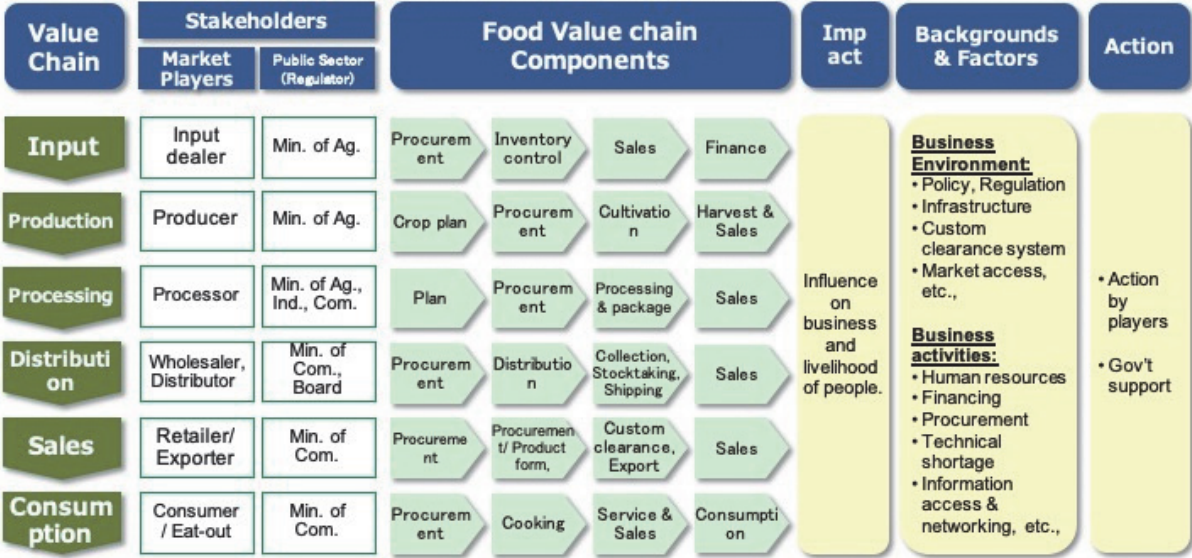 Value
Chain
Stakeholders
Market
Players
Public Sector
(Regulator)
Food Value chain
Components
Imp
act
Backgrounds
& Factors
Action
Input
Input
dealer
Min. of Ag.
Procurem
ent
Inventory
control
Sales
Finance
Production
Producer
Min. of Ag.
Crop plan
Procurem
ent
Cultivatio
n
Harvest &
Sales
Processing
Processor
Min. of Ag.,
Ind., Com.
Plan
Procurem
ent
Processing
& package
Sales
Distributi
on
Wholesaler,
Distributor
Min. of
Com.,
Board
Procurem
ent
Distributio
n
Collection,
Stocktaking,
Shipping
Sales
Sales
Retailer/
Exporter
Min. of
Com.
Procureme
nt
Procuremen
t/ Product
form,
Custom
clearance,
Export
Sales
Consum
ption
Consumer
/ Eat-out
Min. of
Com.
Procurem
ent
Cooking
Service &
Sales
Consumpti
on
Influence
on
business
and
livelihood
of people.
Business
Environment:
• Policy, Regulation
• Infrastructure
• Custom
clearance system
• Market access,
etc.,
Business
activities:
• Human resources
• Financing
• Procurement
• Technical
shortage
• Information
access &
networking, etc.,
• Action
by
players
• Gov't
support